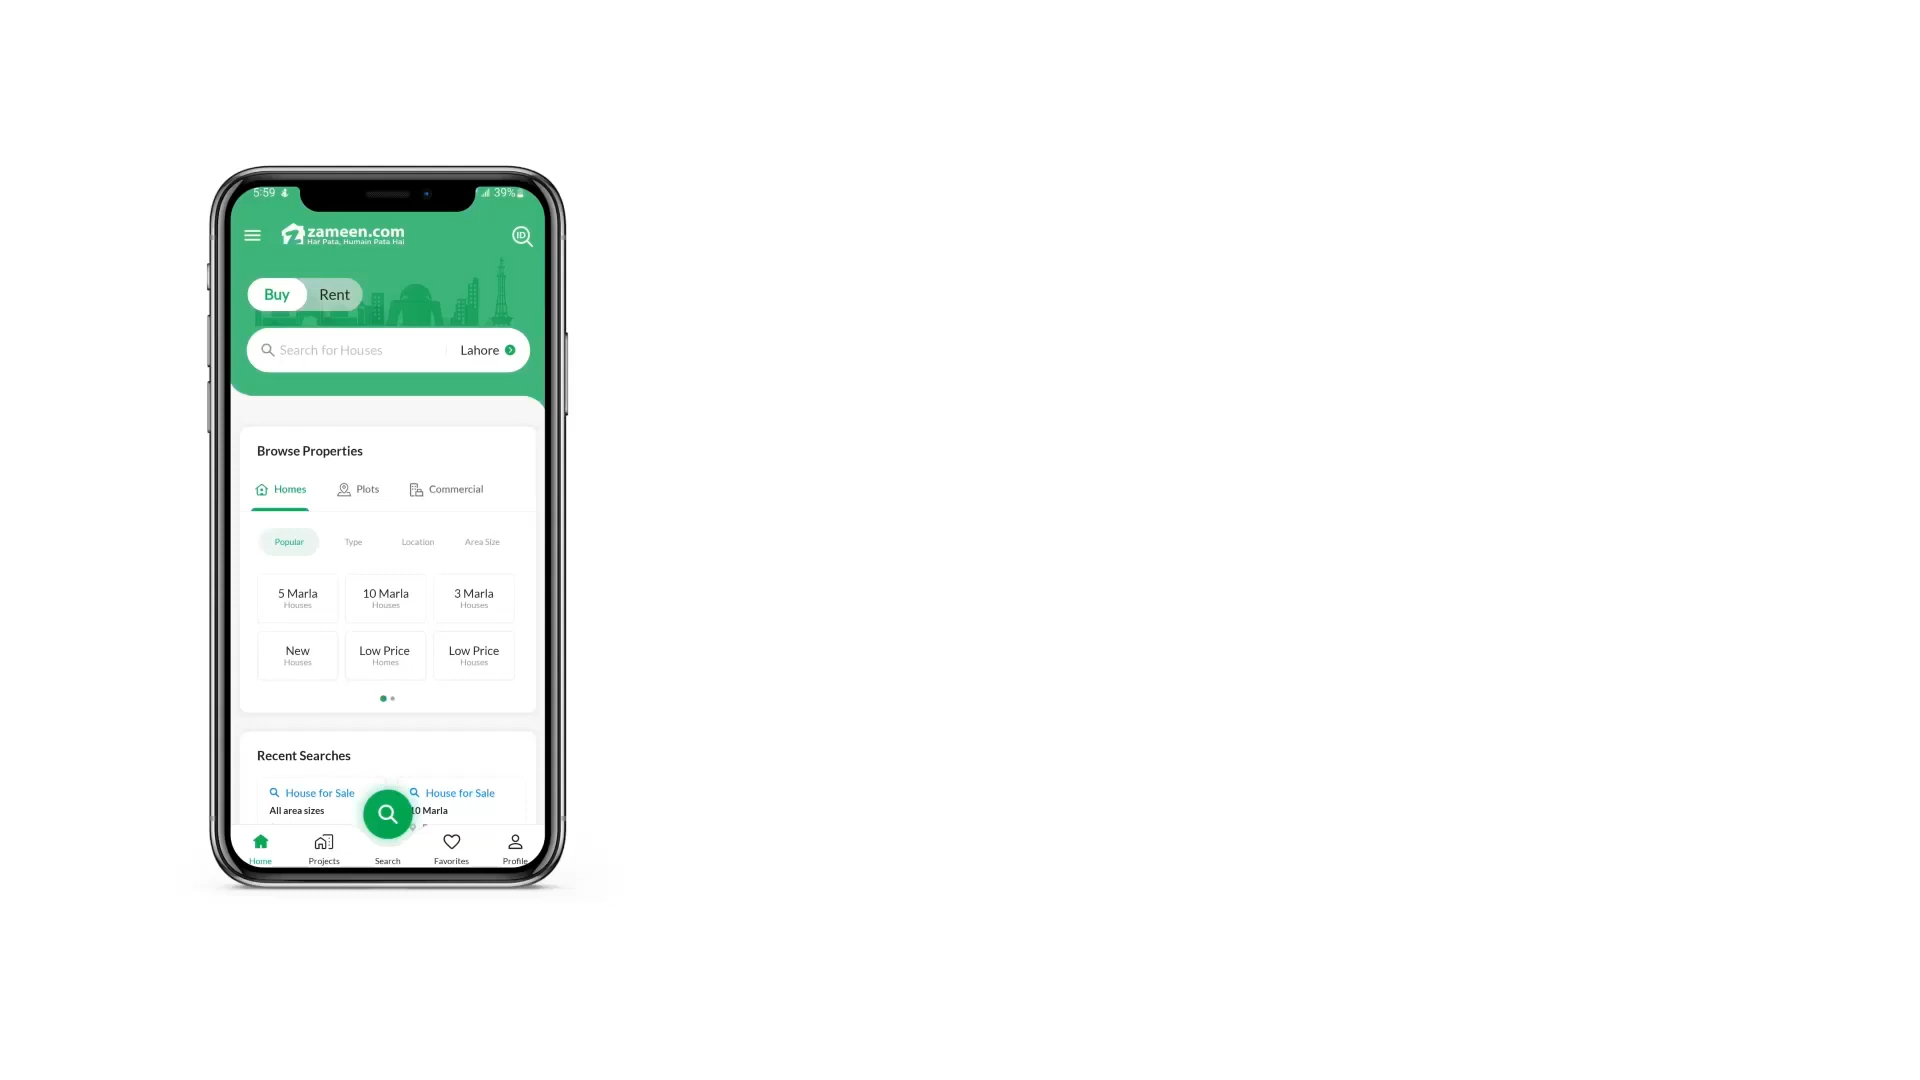 5:59
39%
zameen.com
Har Pata, Humain Pata Hai
ID
Buy Rent
Search for Houses Lahore
Browse Properties
Homes Plots Commercial
Popular Type Location Area Size
5 Marla 10 Marla 3 Marla
Houses Houses Houses
New Low Price Low Price
Houses Homes Houses
Recent Searches
House for Sale House for Sale
All area sizes 10 Marla
Home Projects Search Favorites Profile